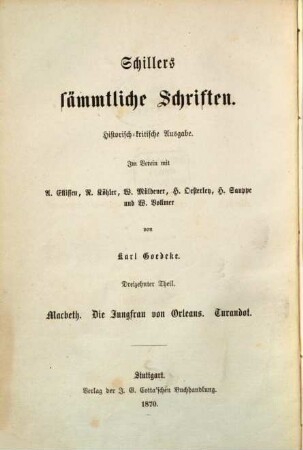 Schillers
sämmtliche Schriften.
Historisch-kritische Ausgabe.
Im Verein mit
A. Ellissen, R. Köhler, W. Müldener, H. Oesterley, H. Sauppe
und W. Vollmer
von
Karl Goedeke.
Dreizehnter Theil.
Macbeth. Die Jungfrau von Orleans. Turandot.
Stuttgart.
Verlag der J. G. Cotta'schen Buchhandlung.
1870.